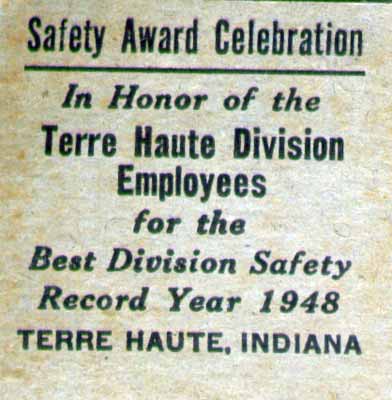 Safety Award Celebration
In Honor of the
Terre Haute Division
Employees
for the
Best Division Safety
Record Year 1948
TERRE HAUTE, INDIANA